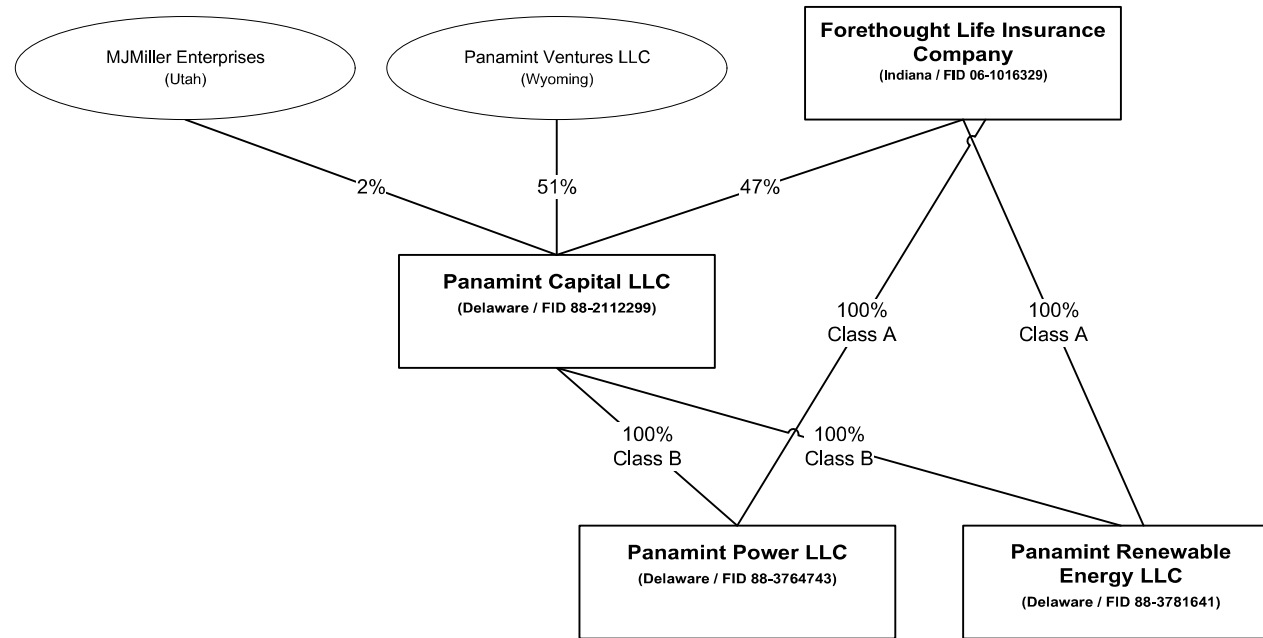 MJMiller Enterprises
(Utah)
Panamint Ventures LLC
(Wyoming)
Forethought Life Insurance
Company
(Indiana / FID 06-1016329)
2%
51%
47%
Panamint Capital LLC
(Delaware / FID 88-2112299)
100%
Class A
100%
Class A
100%
Class B
100%
Class B
Panamint Power LLC
(Delaware / FID 88-3764743)
Panamint Renewable
Energy LLC
(Delaware / FID 88-3781641)